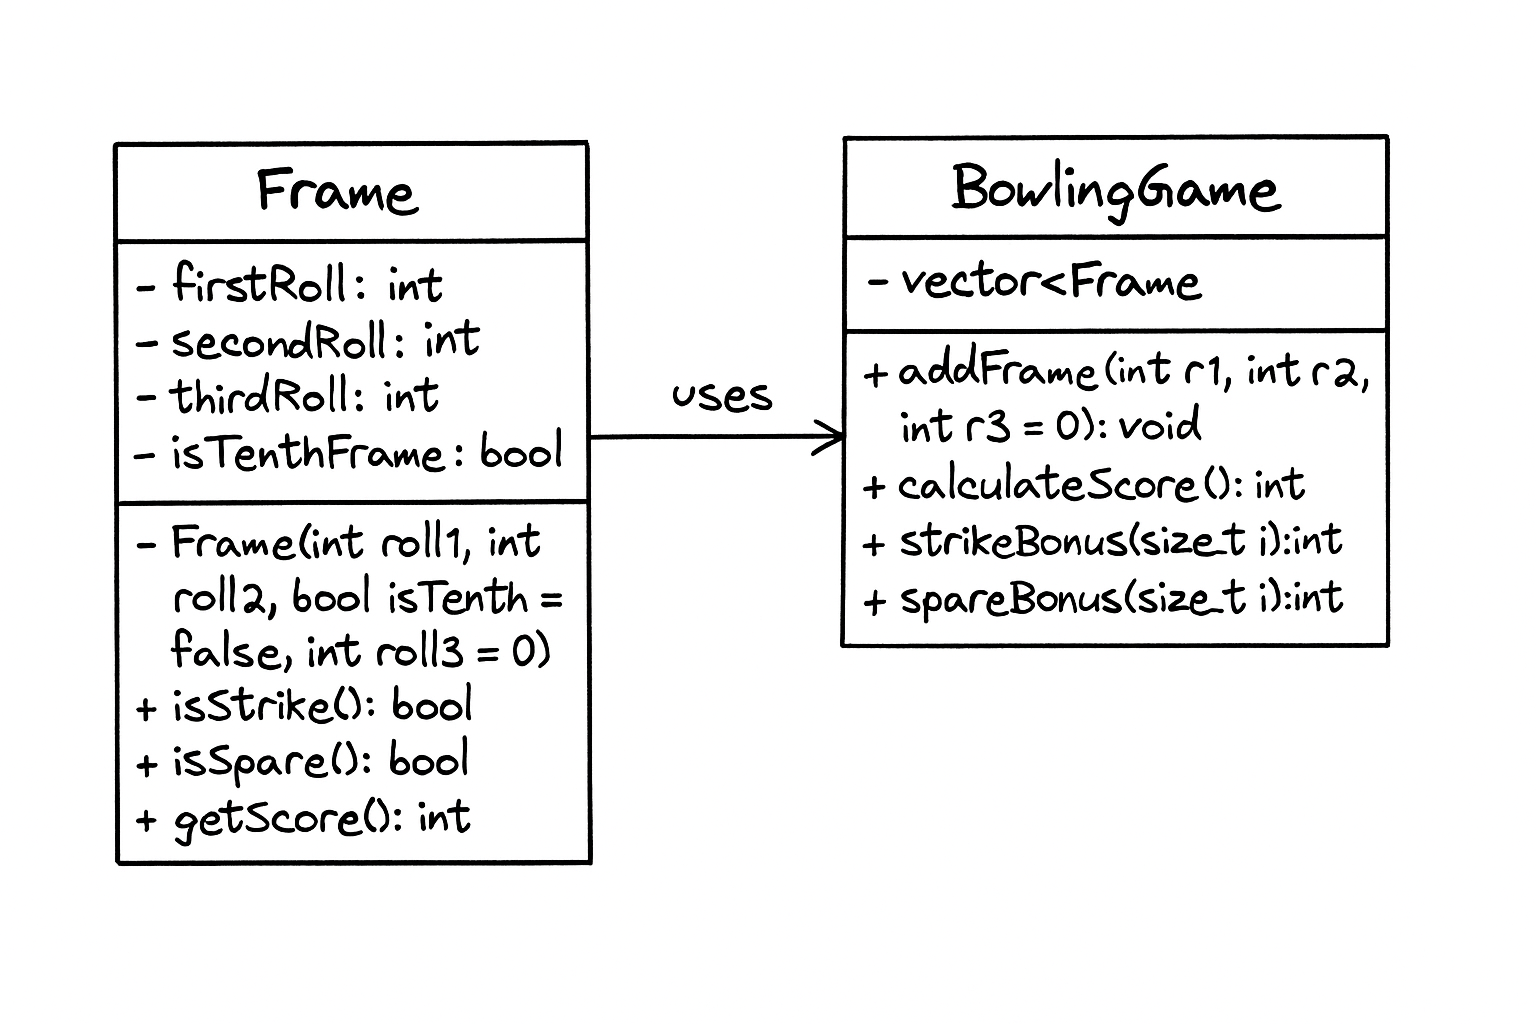 Frame
- firstRoll: int
- secondRoll: int
- thirdRoll: int
- isTenthFrame: bool
- Frame(int roll1, int
roll2, bool isTenth =
false, int roll3 = 0)
+ isStrike(): bool
+ isSpare(): bool
+ getScore(): int
uses
BowlingGame
- vector<Frame
+ addFrame(int r1, int r2,
int r3 = 0): void
+ calculateScore(): int
+ strikeBonus(size_t i):int
+ spareBonus(size_t i):int